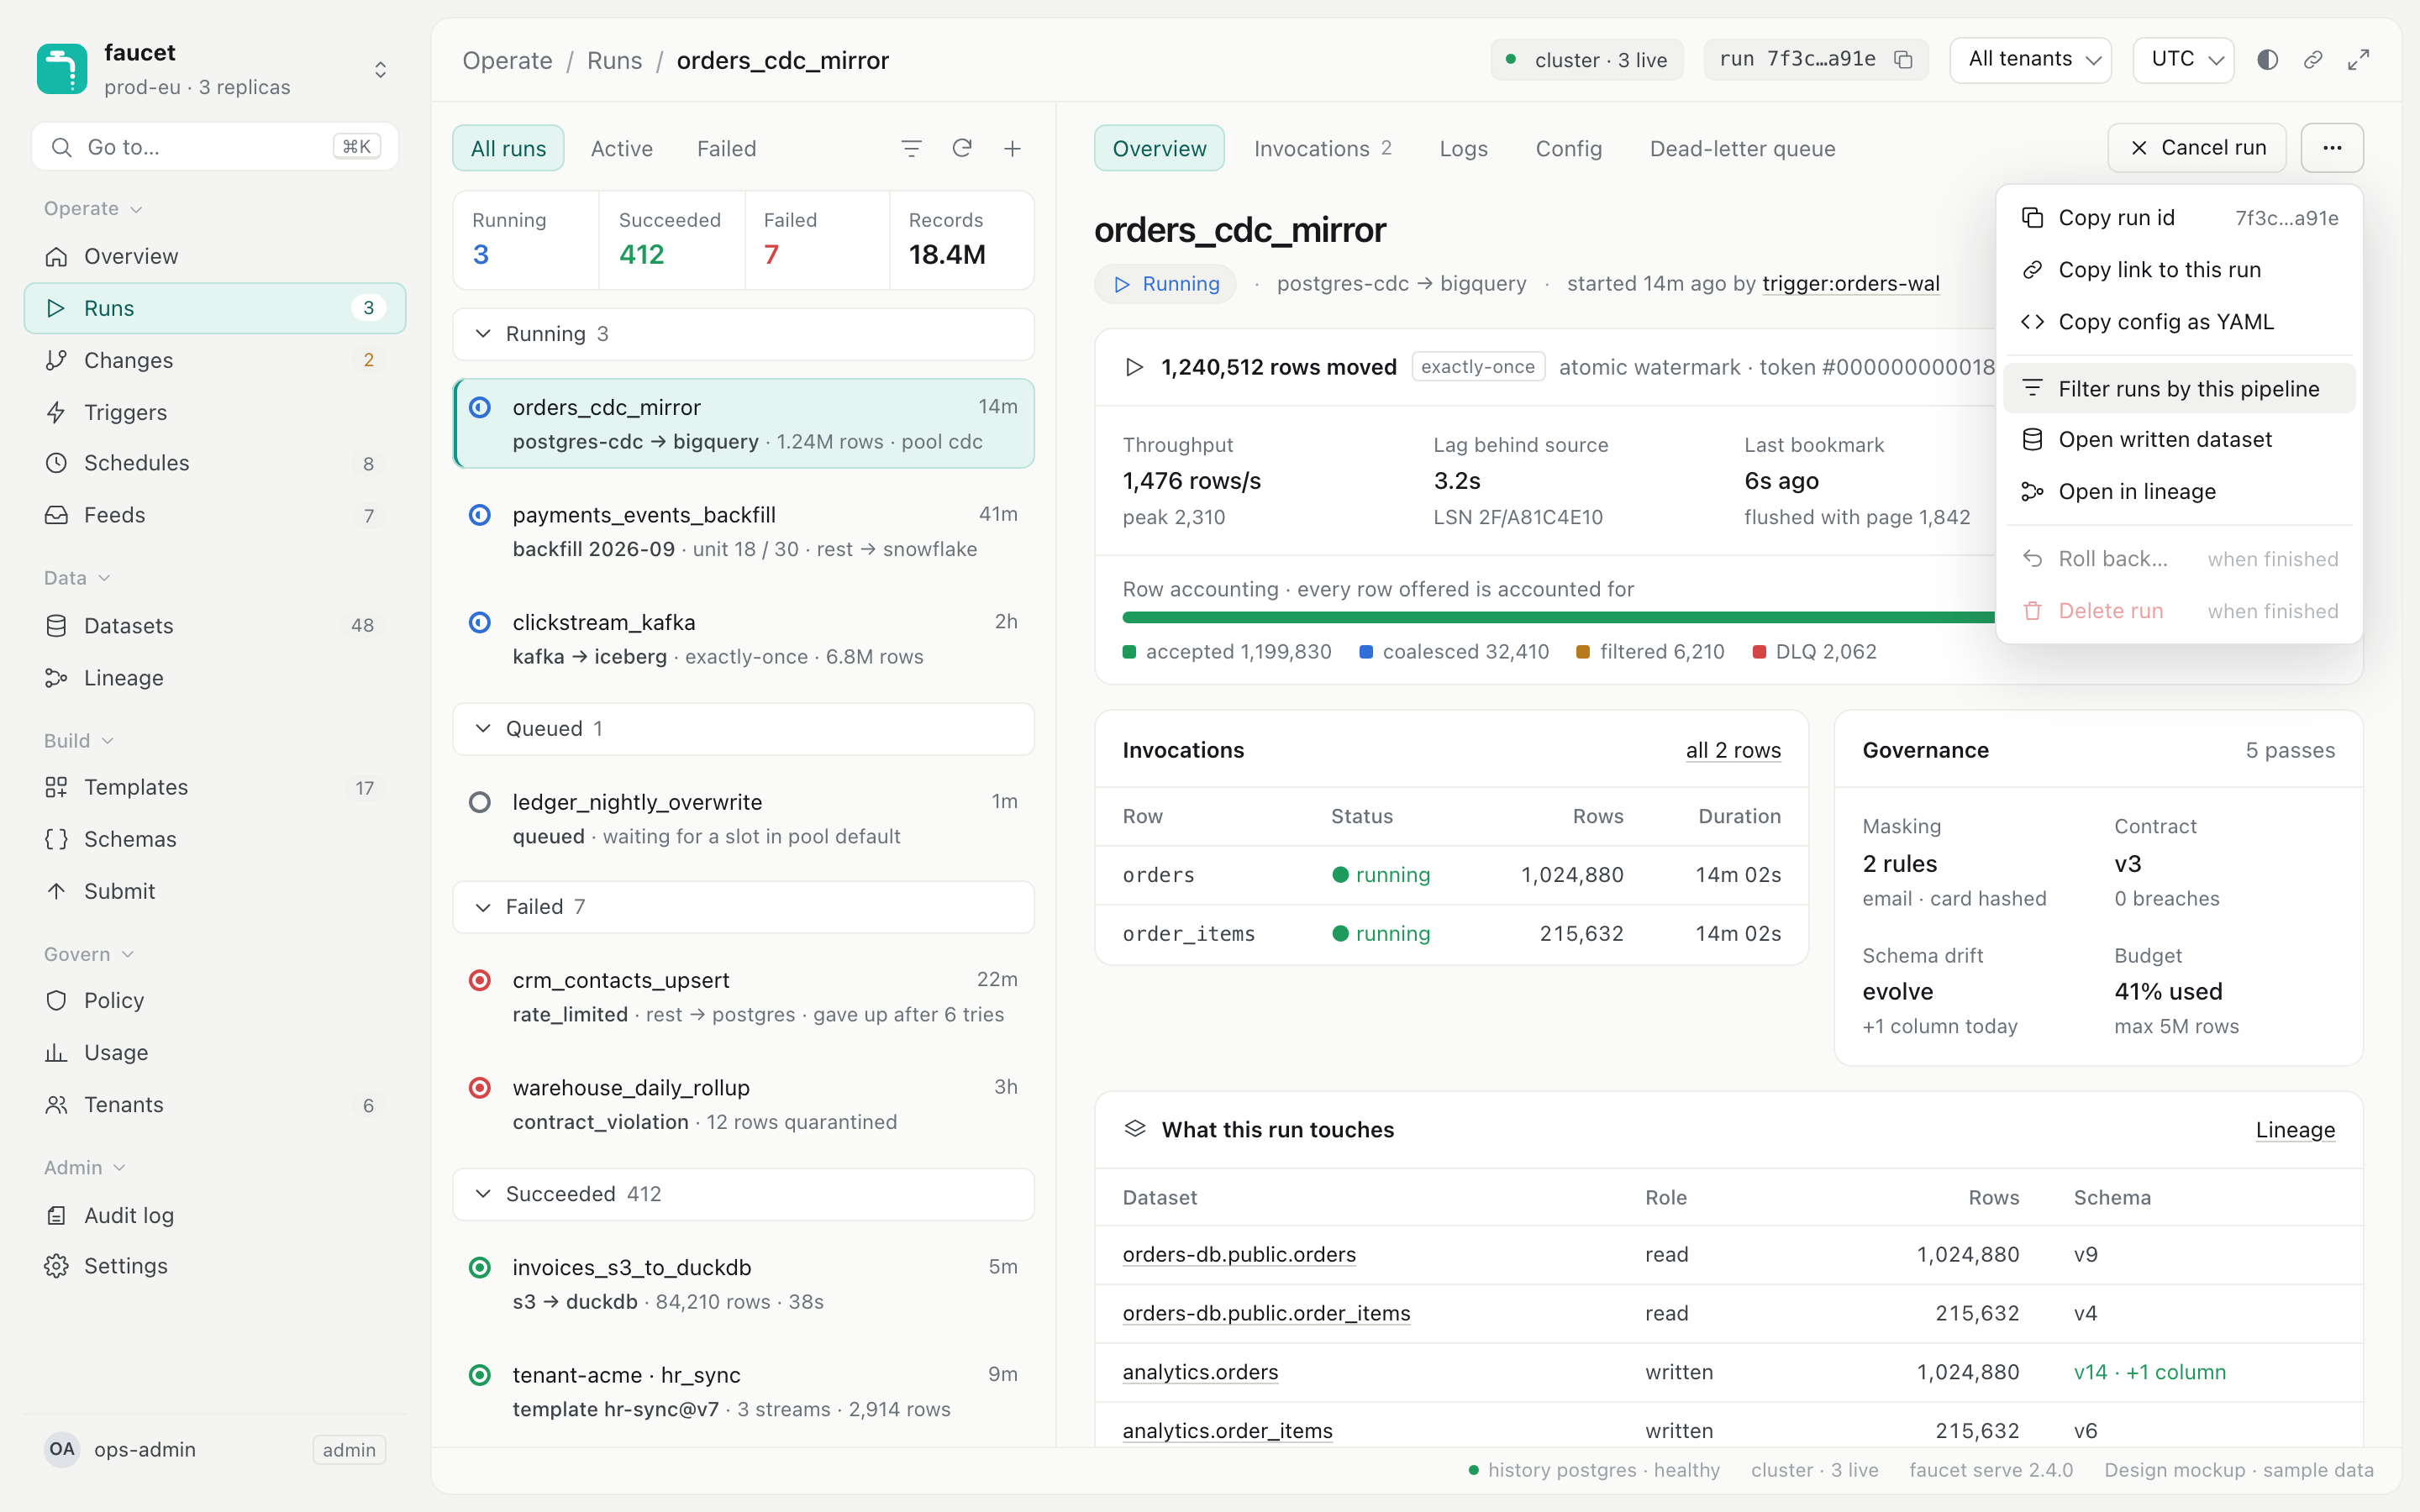 faucet
prod-eu · 3 replicas
Go to...
⌘K
Operate
Overview
Runs 3
Changes 2
Triggers
Schedules 8
Feeds 7
Data
Datasets 48
Lineage
Build
Templates 17
Schemas
Submit
Govern
Policy
Usage
Tenants 6
Admin
Audit log
Settings
OA ops-admin admin
Operate / Runs / orders_cdc_mirror
cluster · 3 live
run 7f3c…a91e
All tenants
UTC
All runs Active Failed
Running Succeeded Failed Records
3 412 7 18.4M
Running 3
orders_cdc_mirror 14m
postgres-cdc → bigquery · 1.24M rows · pool cdc
payments_events_backfill 41m
backfill 2026-09 · unit 18 / 30 · rest → snowflake
clickstream_kafka 2h
kafka → iceberg · exactly-once · 6.8M rows
Queued 1
ledger_nightly_overwrite 1m
queued · waiting for a slot in pool default
Failed 7
crm_contacts_upsert 22m
rate_limited · rest → postgres · gave up after 6 tries
warehouse_daily_rollup 3h
contract_violation · 12 rows quarantined
Succeeded 412
invoices_s3_to_duckdb 5m
s3 → duckdb · 84,210 rows · 38s
tenant-acme · hr_sync 9m
template hr-sync@v7 · 3 streams · 2,914 rows
Overview Invocations 2 Logs Config Dead-letter queue
Cancel run
orders_cdc_mirror
Running · postgres-cdc → bigquery · started 14m ago by trigger:orders-wal
1,240,512 rows moved exactly-once atomic watermark · token #000000000018
Throughput Lag behind source Last bookmark
1,476 rows/s 3.2s 6s ago
peak 2,310 LSN 2F/A81C4E10 flushed with page 1,842
Row accounting · every row offered is accounted for
accepted 1,199,830 coalesced 32,410 filtered 6,210 DLQ 2,062
Copy run id 7f3c…a91e
Copy link to this run
Copy config as YAML
Filter runs by this pipeline
Open written dataset
Open in lineage
Roll back... when finished
Delete run when finished
Invocations all 2 rows
Row Status Rows Duration
orders running 1,024,880 14m 02s
order_items running 215,632 14m 02s
Governance 5 passes
Masking Contract
2 rules v3
email · card hashed 0 breaches
Schema drift Budget
evolve 41% used
+1 column today max 5M rows
What this run touches Lineage
Dataset Role Rows Schema
orders-db.public.orders read 1,024,880 v9
orders-db.public.order_items read 215,632 v4
analytics.orders written 1,024,880 v14 · +1 column
analytics.order_items written 215,632 v6
history postgres · healthy cluster · 3 live faucet serve 2.4.0 Design mockup · sample data